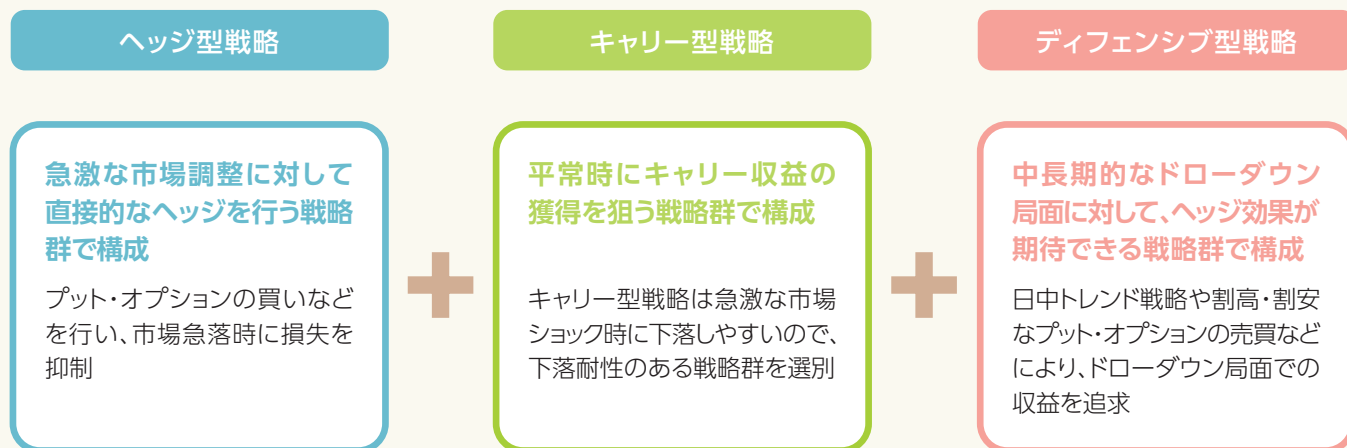 ヘッジ型戦略
急激な市場調整に対して
直接的なヘッジを行う戦略
群で構成
プット・オプションの買いなど
を行い、市場急落時に損失を
抑制
キャリー型戦略
平常時にキャリー収益の
獲得を狙う戦略群で構成
キャリー型戦略は急激な市場
ショック時に下落しやすいので、
下落耐性のある戦略群を選別
ディフェンシブ型戦略
中長期的なドローダウン
局面に対して、ヘッジ効果が
期待できる戦略群で構成
日中トレンド戦略や割高・割安
なプット・オプションの売買など
により、ドローダウン局面での
収益を追求